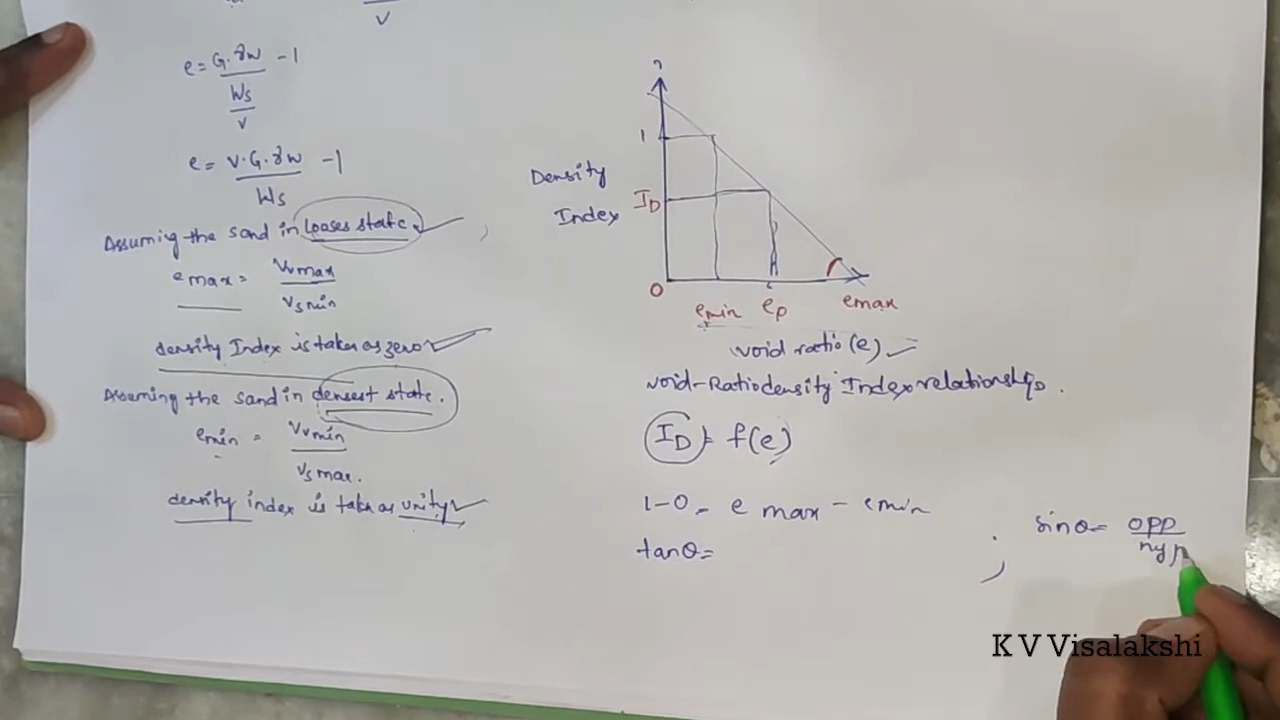 V
e = G.γw - 1
Ws
V
e = V.G.γw - 1
Ws
Assuming the sand in looses state.
e max = Vvmax
Vsmin
density Index is taken as zero
Assuming the sand in densest state.
emin = Vvmin
Vsmax.
density index is taken as unity
1
Density
Index
ID
O
emin ep emax
void ratio (e)
void-Ratio density Index relationship.
ID = f(e)
1-0 = e max - emin
tanθ=
sinθ= opp
hyp
K V Visalakshi